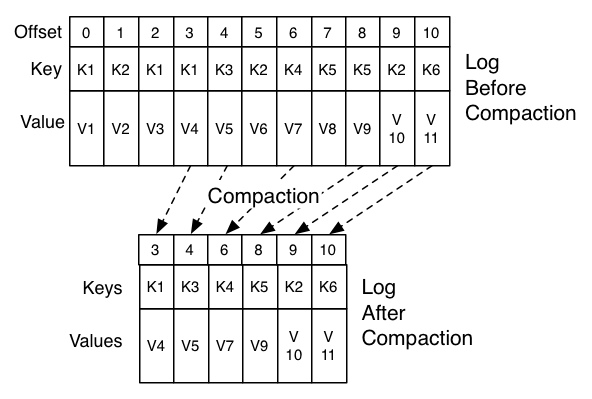 Offset 0 1 2 3 4 5 6 7 8 9 10
Key K1 K2 K1 K1 K3 K2 K4 K5 K5 K2 K6
Value V1 V2 V3 V4 V5 V6 V7 V8 V9 V 10 V 11
Log
Before
Compaction
Compaction
3 4 6 8 9 10
Keys K1 K3 K4 K5 K2 K6
Values V4 V5 V7 V9 V 10 V 11
Log
After
Compaction